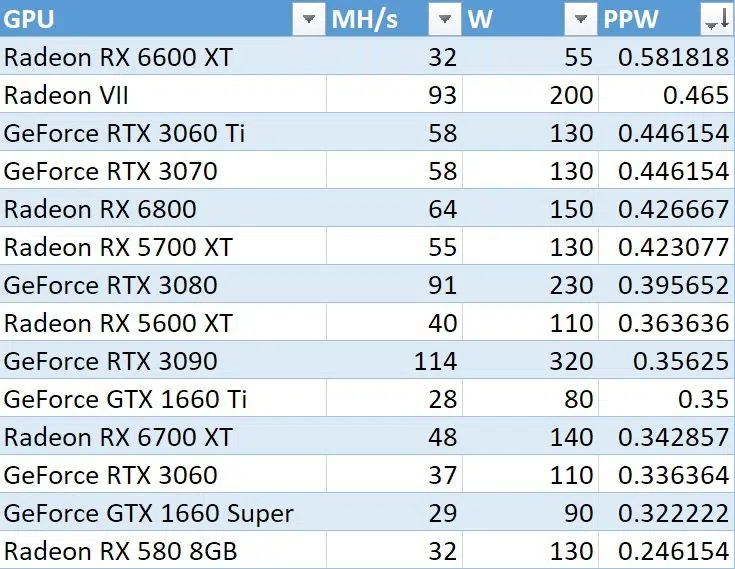 GPU MH/s W PPW
Radeon RX 6600 XT 32 55 0.581818
Radeon VII 93 200 0.465
GeForce RTX 3060 Ti 58 130 0.446154
GeForce RTX 3070 58 130 0.446154
Radeon RX 6800 64 150 0.426667
Radeon RX 5700 XT 55 130 0.423077
GeForce RTX 3080 91 230 0.395652
Radeon RX 5600 XT 40 110 0.363636
GeForce RTX 3090 114 320 0.35625
GeForce GTX 1660 Ti 28 80 0.35
Radeon RX 6700 XT 48 140 0.342857
GeForce RTX 3060 37 110 0.336364
GeForce GTX 1660 Super 29 90 0.322222
Radeon RX 580 8GB 32 130 0.246154